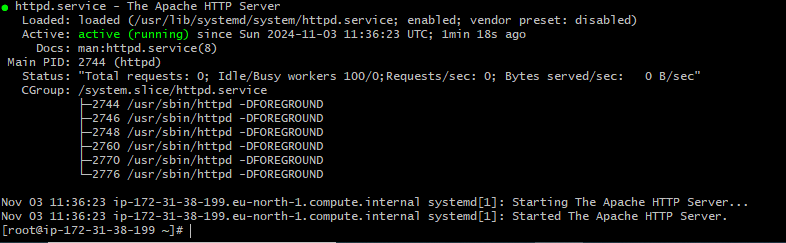 ● httpd.service - The Apache HTTP Server
   Loaded: loaded (/usr/lib/systemd/system/httpd.service; enabled; vendor preset: disabled)
   Active: active (running) since Sun 2024-11-03 11:36:23 UTC; 1min 18s ago
     Docs: man:httpd.service(8)
 Main PID: 2744 (httpd)
   Status: "Total requests: 0; Idle/Busy workers 100/0;Requests/sec: 0; Bytes served/sec:   0 B/sec"
   CGroup: /system.slice/httpd.service
           ├─2744 /usr/sbin/httpd -DFOREGROUND
           ├─2746 /usr/sbin/httpd -DFOREGROUND
           ├─2748 /usr/sbin/httpd -DFOREGROUND
           ├─2760 /usr/sbin/httpd -DFOREGROUND
           ├─2770 /usr/sbin/httpd -DFOREGROUND
           └─2776 /usr/sbin/httpd -DFOREGROUND
Nov 03 11:36:23 ip-172-31-38-199.eu-north-1.compute.internal systemd[1]: Starting The Apache HTTP Server...
Nov 03 11:36:23 ip-172-31-38-199.eu-north-1.compute.internal systemd[1]: Started The Apache HTTP Server.
[root@ip-172-31-38-199 ~]#